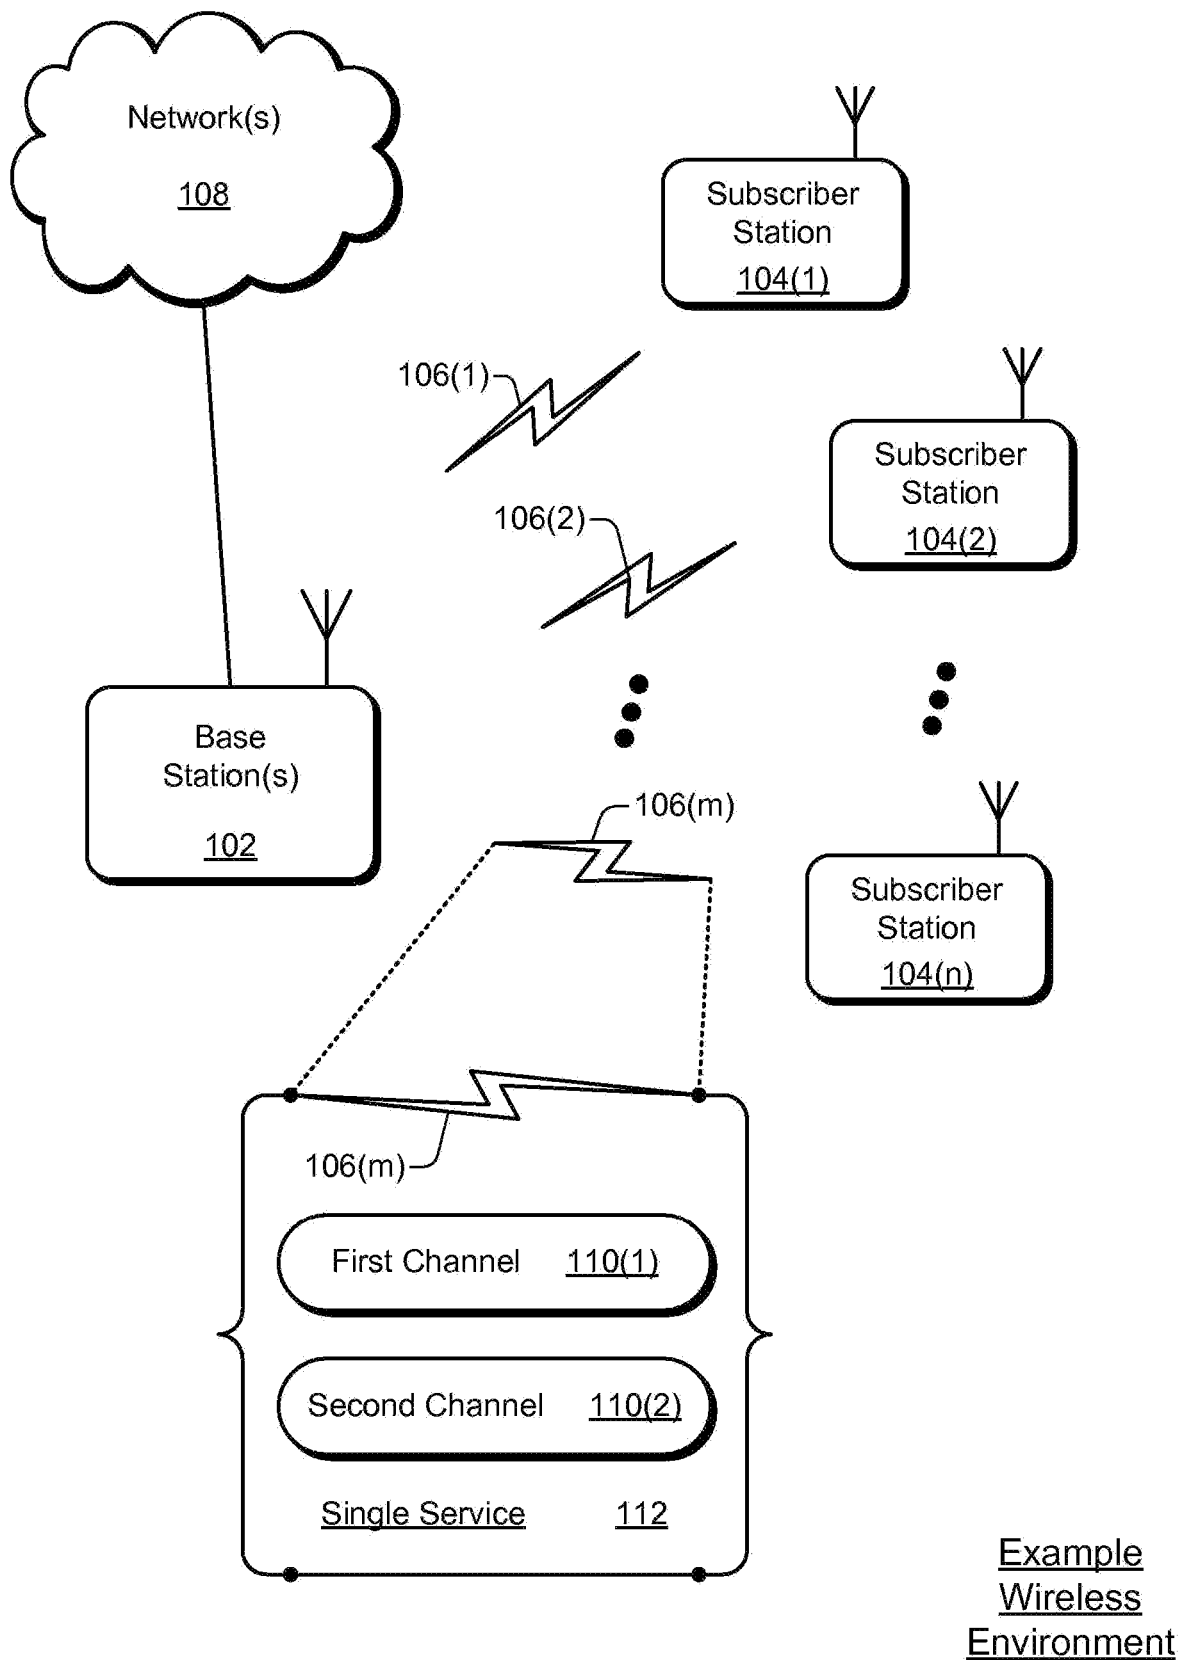 Network(s)
108
Subscriber
Station
104(1)
106(1)
Subscriber
Station
104(2)
106(2)
Base
Station(s)
102
106(m)
Subscriber
Station
104(n)
106(m)
First Channel 110(1)
Second Channel 110(2)
Single Service 112
Example
Wireless
Environment